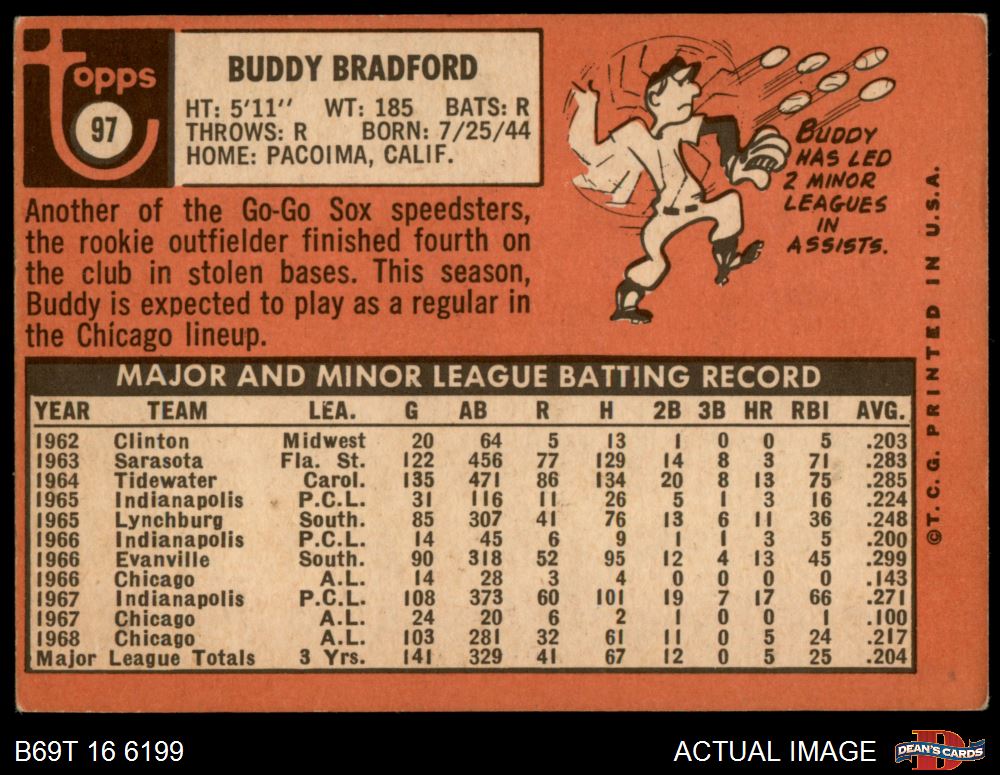 Topps
97
BUDDY BRADFORD
HT: 5'11" WT: 185 BATS: R
THROWS: R BORN: 7/25/44
HOME: PACOIMA, CALIF.
BUDDY
HAS LED
2 MINOR
LEAGUES
IN
ASSISTS.
Another of the Go-Go Sox speedsters,
the rookie outfielder finished fourth on
the club in stolen bases. This season,
Buddy is expected to play as a regular in
the Chicago lineup.
MAJOR AND MINOR LEAGUE BATTING RECORD
YEAR TEAM LEA. G AB R H 2B 3B HR RBI AVG.
1962 Clinton Midwest 20 64 5 13 1 0 0 5 .203
1963 Sarasota Fla. St. 122 456 77 129 14 8 3 71 .283
1964 Tidewater Carol. 135 471 86 134 20 8 13 75 .285
1965 Indianapolis P.C.L. 31 116 11 26 5 1 3 16 .224
1965 Lynchburg South. 85 307 41 76 13 6 11 36 .248
1966 Indianapolis P.C.L. 14 45 6 9 1 1 3 5 .200
1966 Evanville South. 90 318 52 95 12 4 13 45 .299
1966 Chicago A.L. 14 28 3 4 0 0 0 0 .143
1967 Indianapolis P.C.L. 108 373 60 101 19 7 17 66 .271
1967 Chicago A.L. 24 20 6 2 1 0 0 1 .100
1968 Chicago A.L. 103 281 32 61 11 0 5 24 .217
Major League Totals 3 Yrs. 141 329 41 67 12 0 5 25 .204
©T. C. G. PRINTED IN U.S.A.
B69T 16 6199
ACTUAL IMAGE
D
DEAN'S CARDS